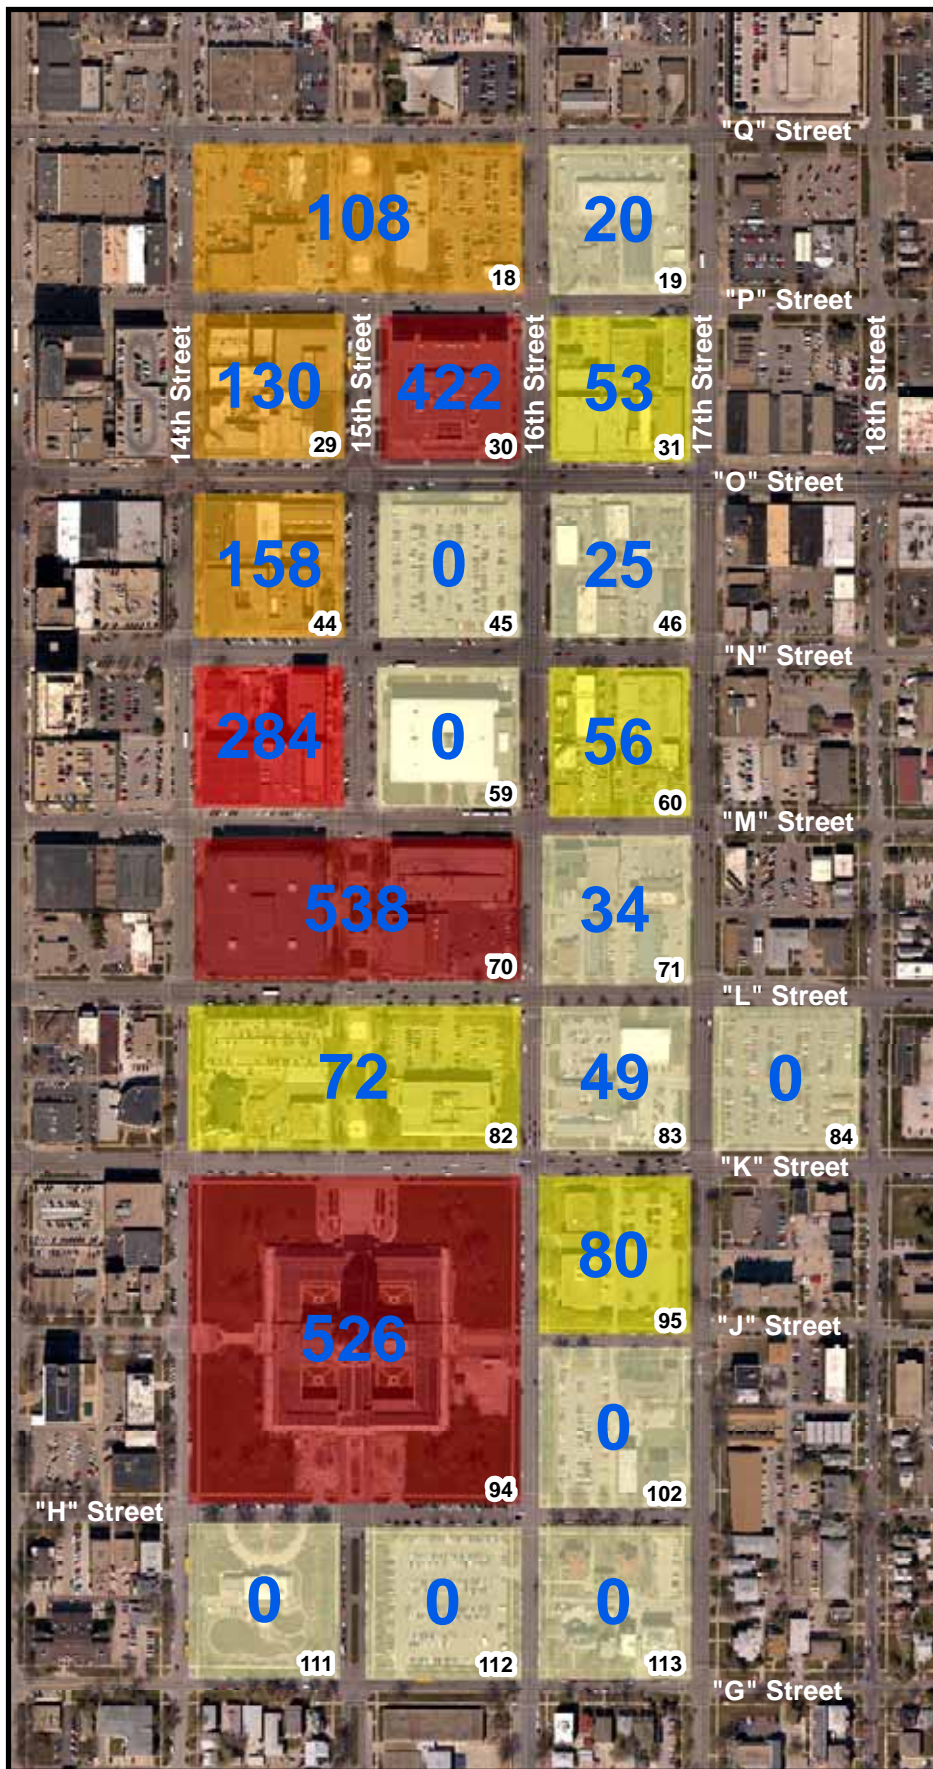 "Q" Street
108
18
20
19
"P" Street
14th Street
130
29
15th Street
422
30
16th Street
53
31
17th Street
18th Street
"O" Street
158
44
0
45
25
46
"N" Street
284
0
59
56
60
"M" Street
538
70
34
71
"L" Street
72
82
49
83
0
84
"K" Street
526
94
80
95
"J" Street
0
102
"H" Street
0
111
0
112
0
113
"G" Street